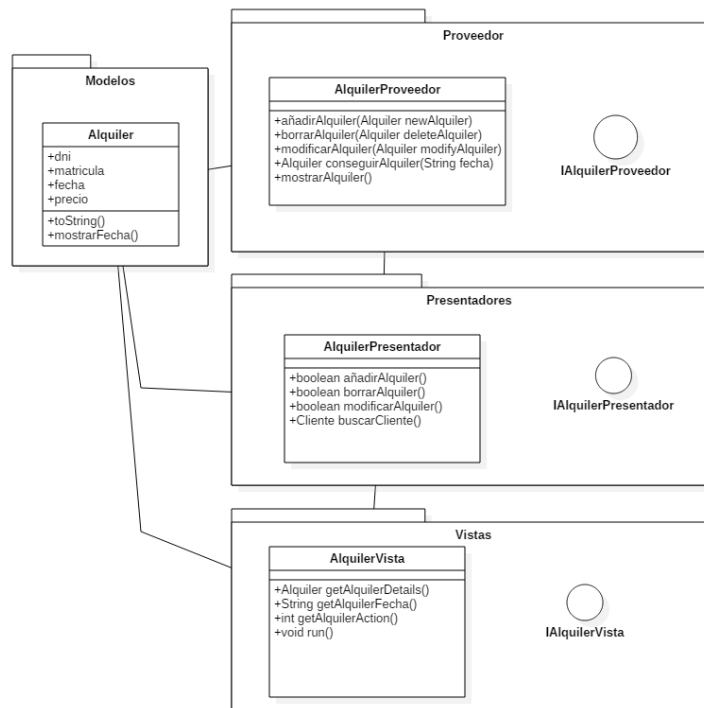 Proveedor
AlquilerProveedor
+añadirAlquiler(Alquiler newAlquiler)
+borrarAlquiler(Alquiler deleteAlquiler)
+modificarAlquiler(Alquiler modifyAlquiler)
+Alquiler conseguirAlquiler(String fecha)
+mostrarAlquiler()
IAlquilerProveedor
Modelos
Alquiler
+dni
+matricula
+fecha
+precio
+toString()
+mostrarFecha()
Presentadores
AlquilerPresentador
+boolean añadirAlquiler()
+boolean borrarAlquiler()
+boolean modificarAlquiler()
+Cliente buscarCliente()
IAlquilerPresentador
Vistas
AlquilerVista
+Alquiler getAlquilerDetails()
+String getAlquilerFecha()
+int getAlquilerAction()
+void run()
IAlquilerVista